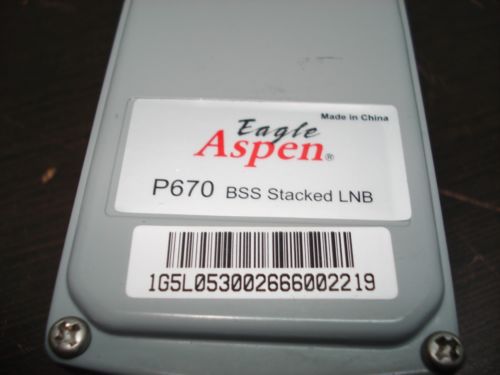 Made in China
Eagle
Aspen®
P670 BSS Stacked LNB
1G5L053002666002219